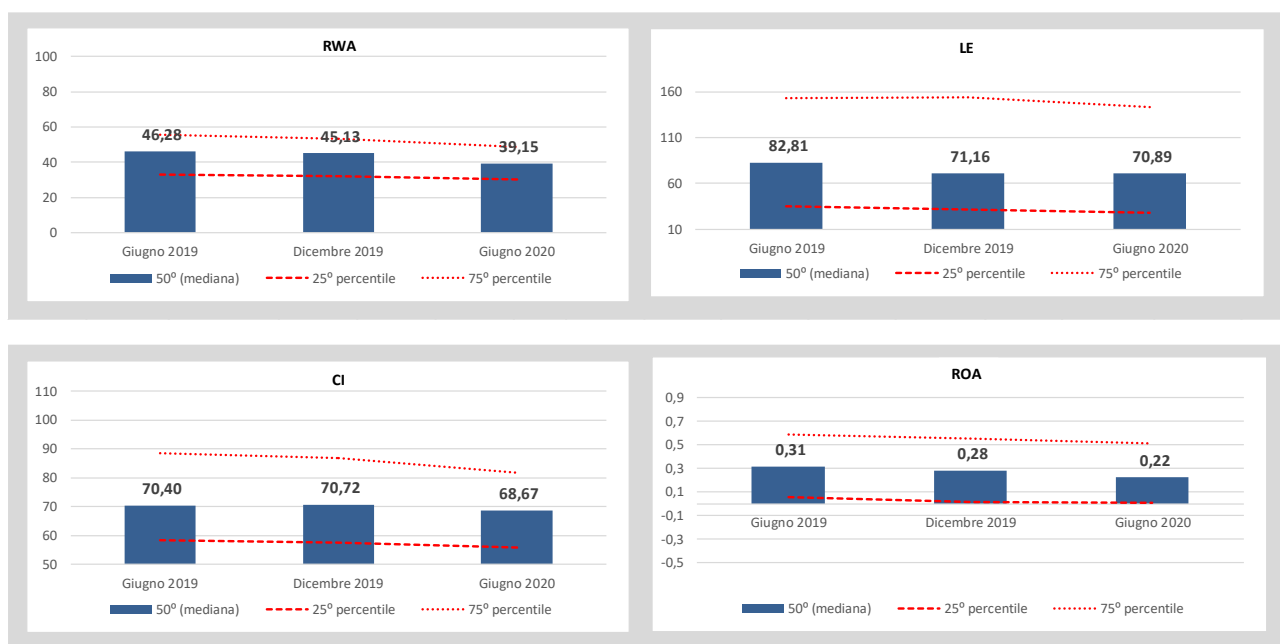 RWA
100
80
60
40
20
0
46,28
45,13
39,15
Giugno 2019
Dicembre 2019
Giugno 2020
50° (mediana)
25° percentile
75° percentile
LE
160
110
60
10
82,81
71,16
70,89
Giugno 2019
Dicembre 2019
Giugno 2020
50° (mediana)
25° percentile
75° percentile
CI
110
100
90
80
70
60
50
70,40
70,72
68,67
Giugno 2019
Dicembre 2019
Giugno 2020
50° (mediana)
25° percentile
75° percentile
ROA
0,9
0,7
0,5
0,3
0,1
-0,1
-0,3
-0,5
0,31
0,28
0,22
Giugno 2019
Dicembre 2019
Giugno 2020
50° (mediana)
25° percentile
75° percentile